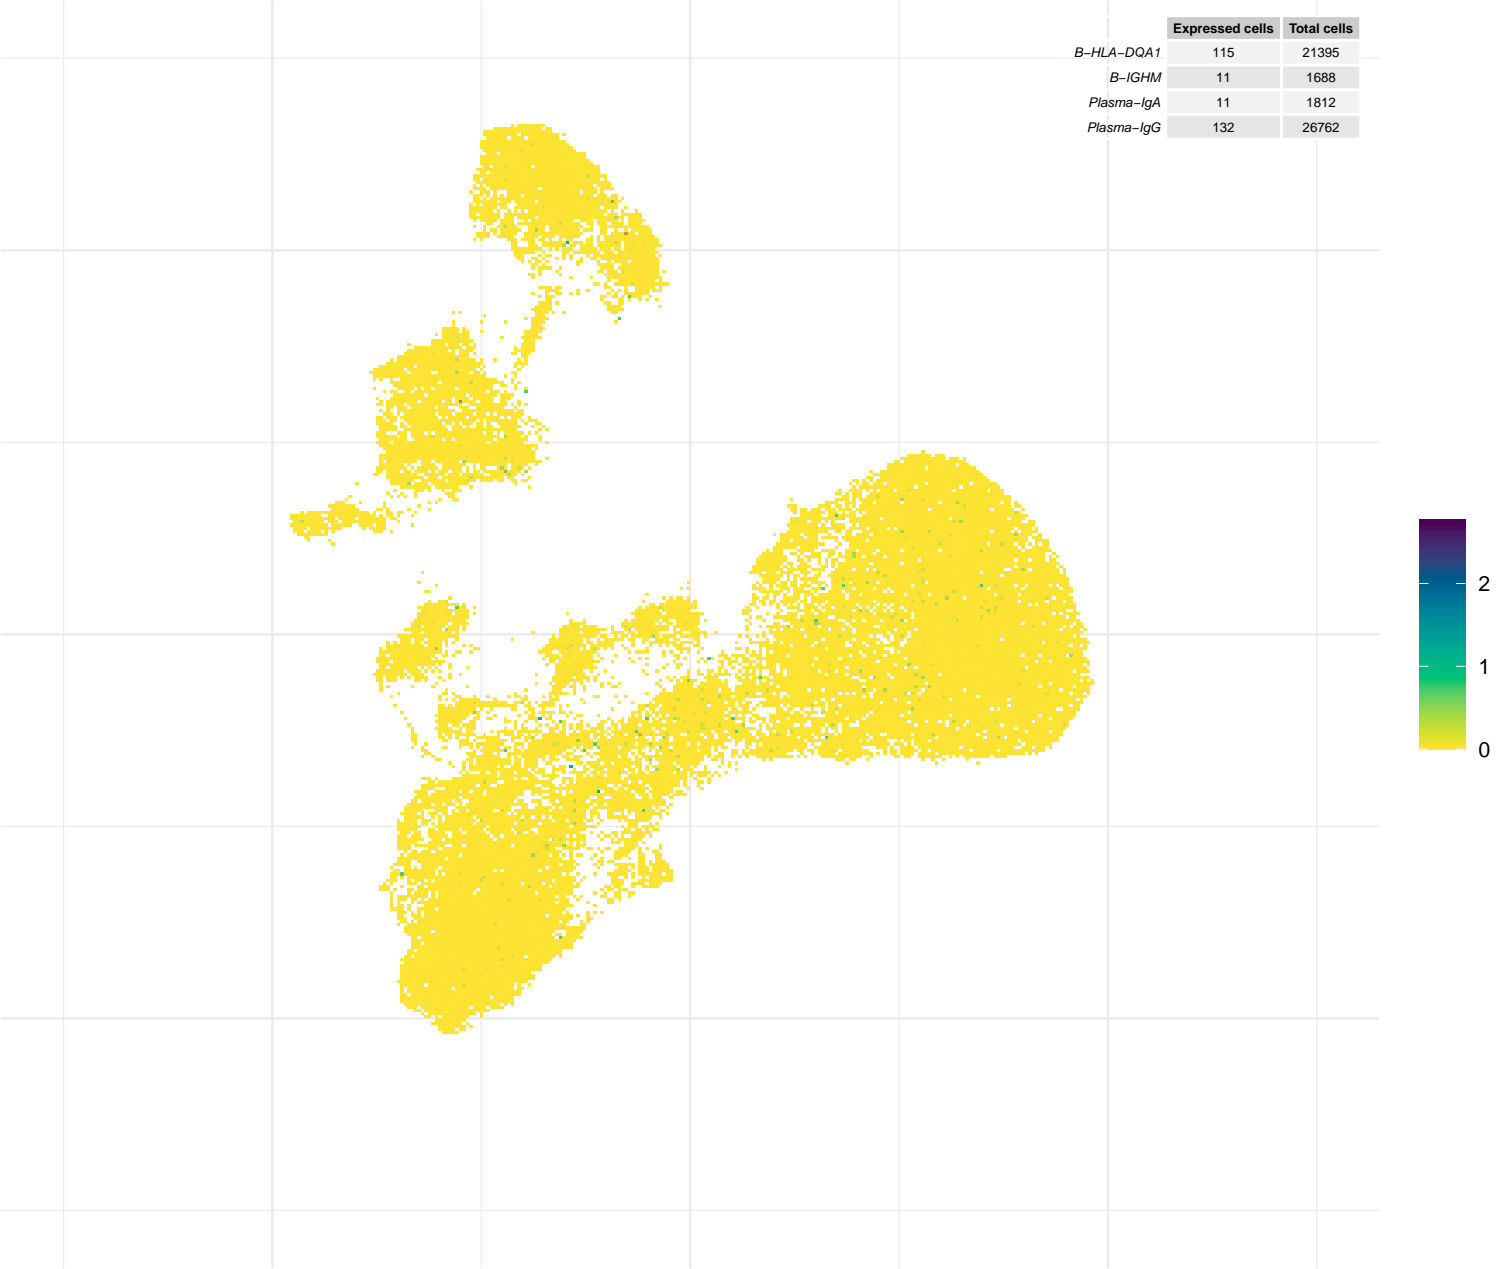 Expressed cells Total cells
B−HLA−DQA1 115 21395
B−IGHM 11 1688
Plasma−IgA 11 1812
Plasma−IgG 132 26762
2
1
0